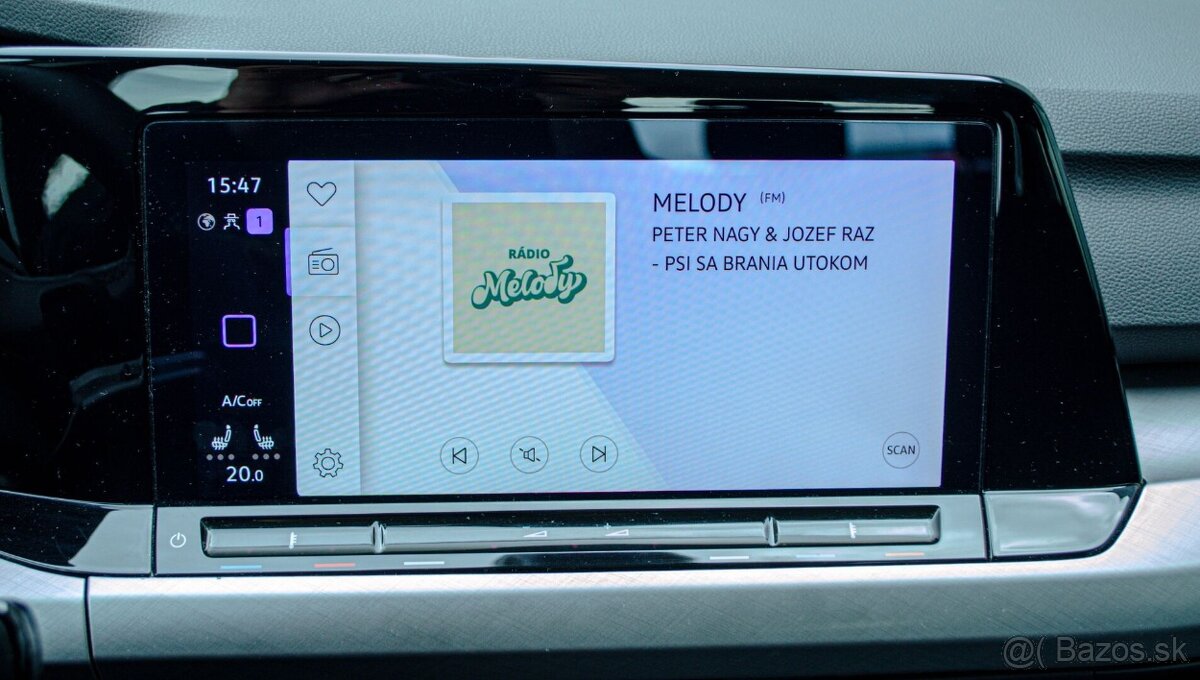 15:47
1
A/C OFF
20.0
RÁDIO
Melody
MELODY (FM)
PETER NAGY & JOZEF RAZ
- PSI SA BRANIA UTOKOM
SCAN
- +
@( Bazos.sk